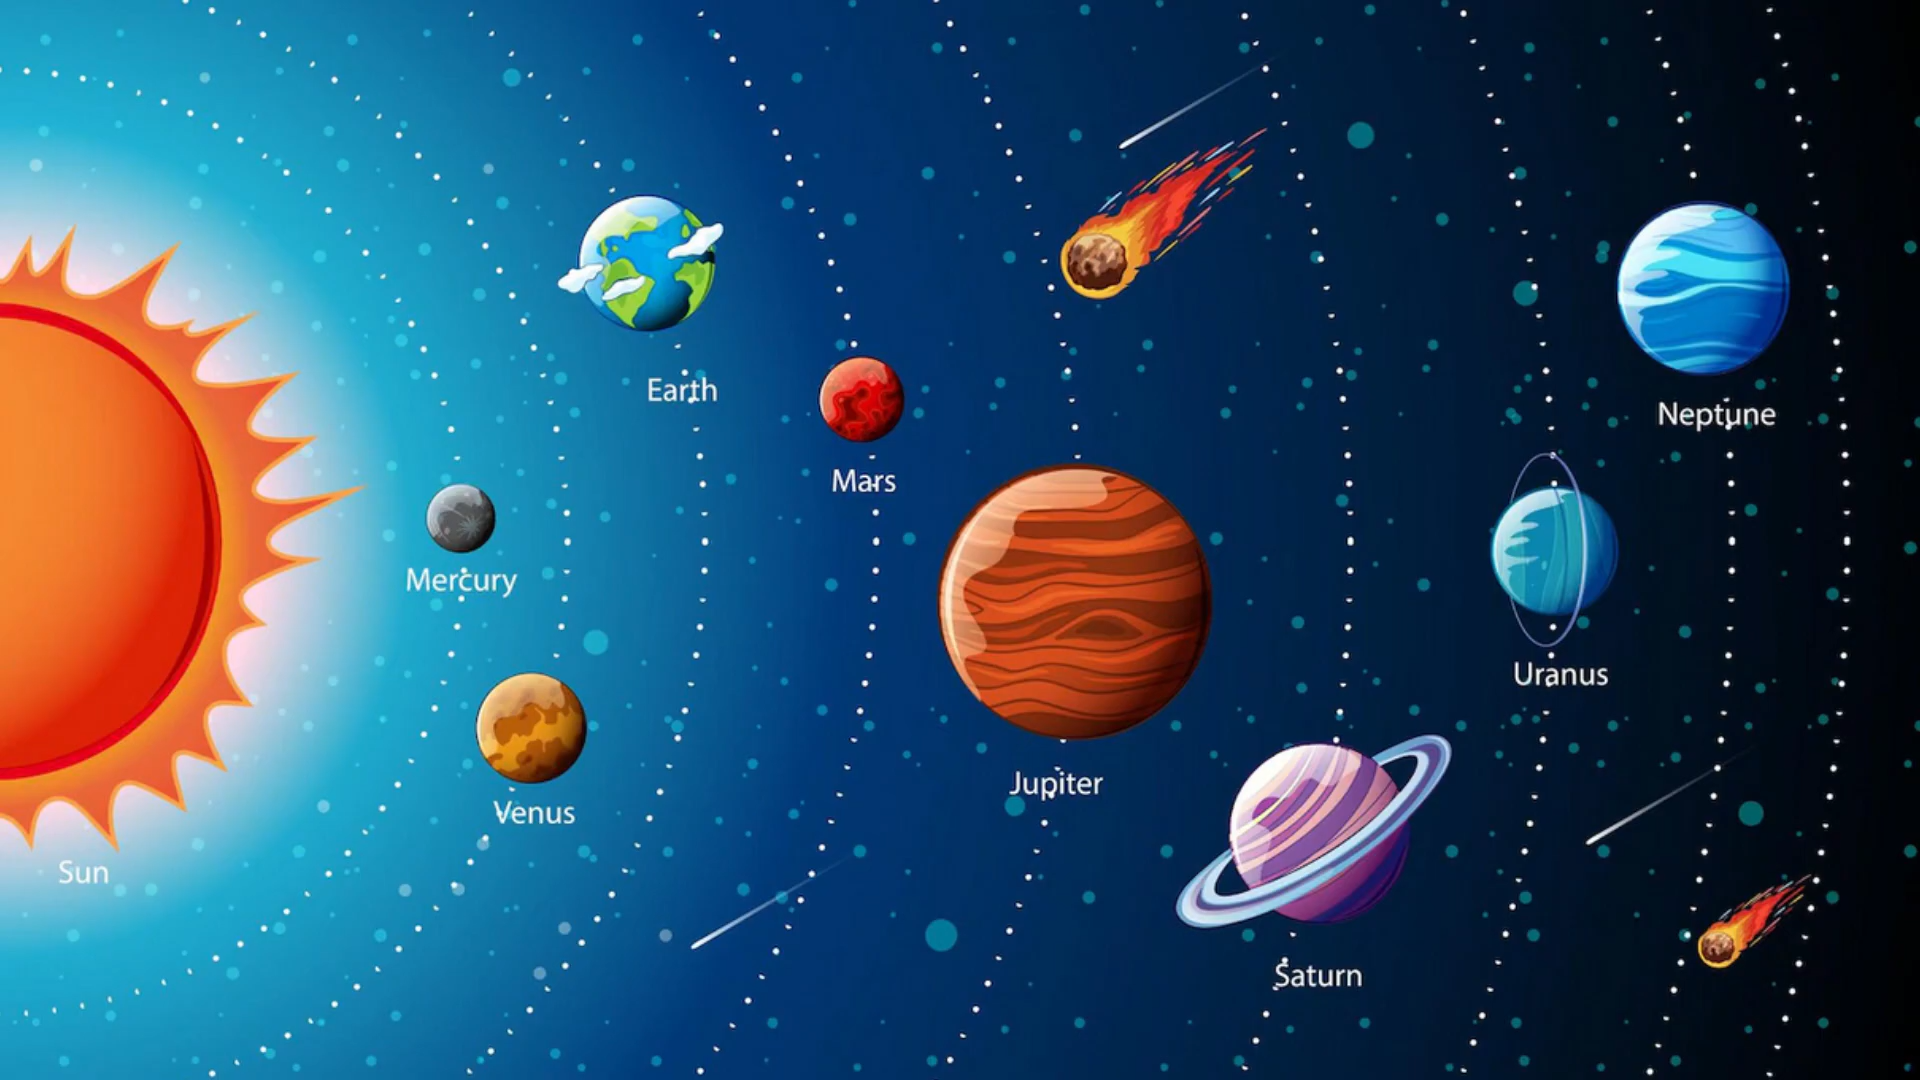 Sun
Mercury
Venus
Earth
Mars
Jupiter
Saturn
Uranus
Neptune